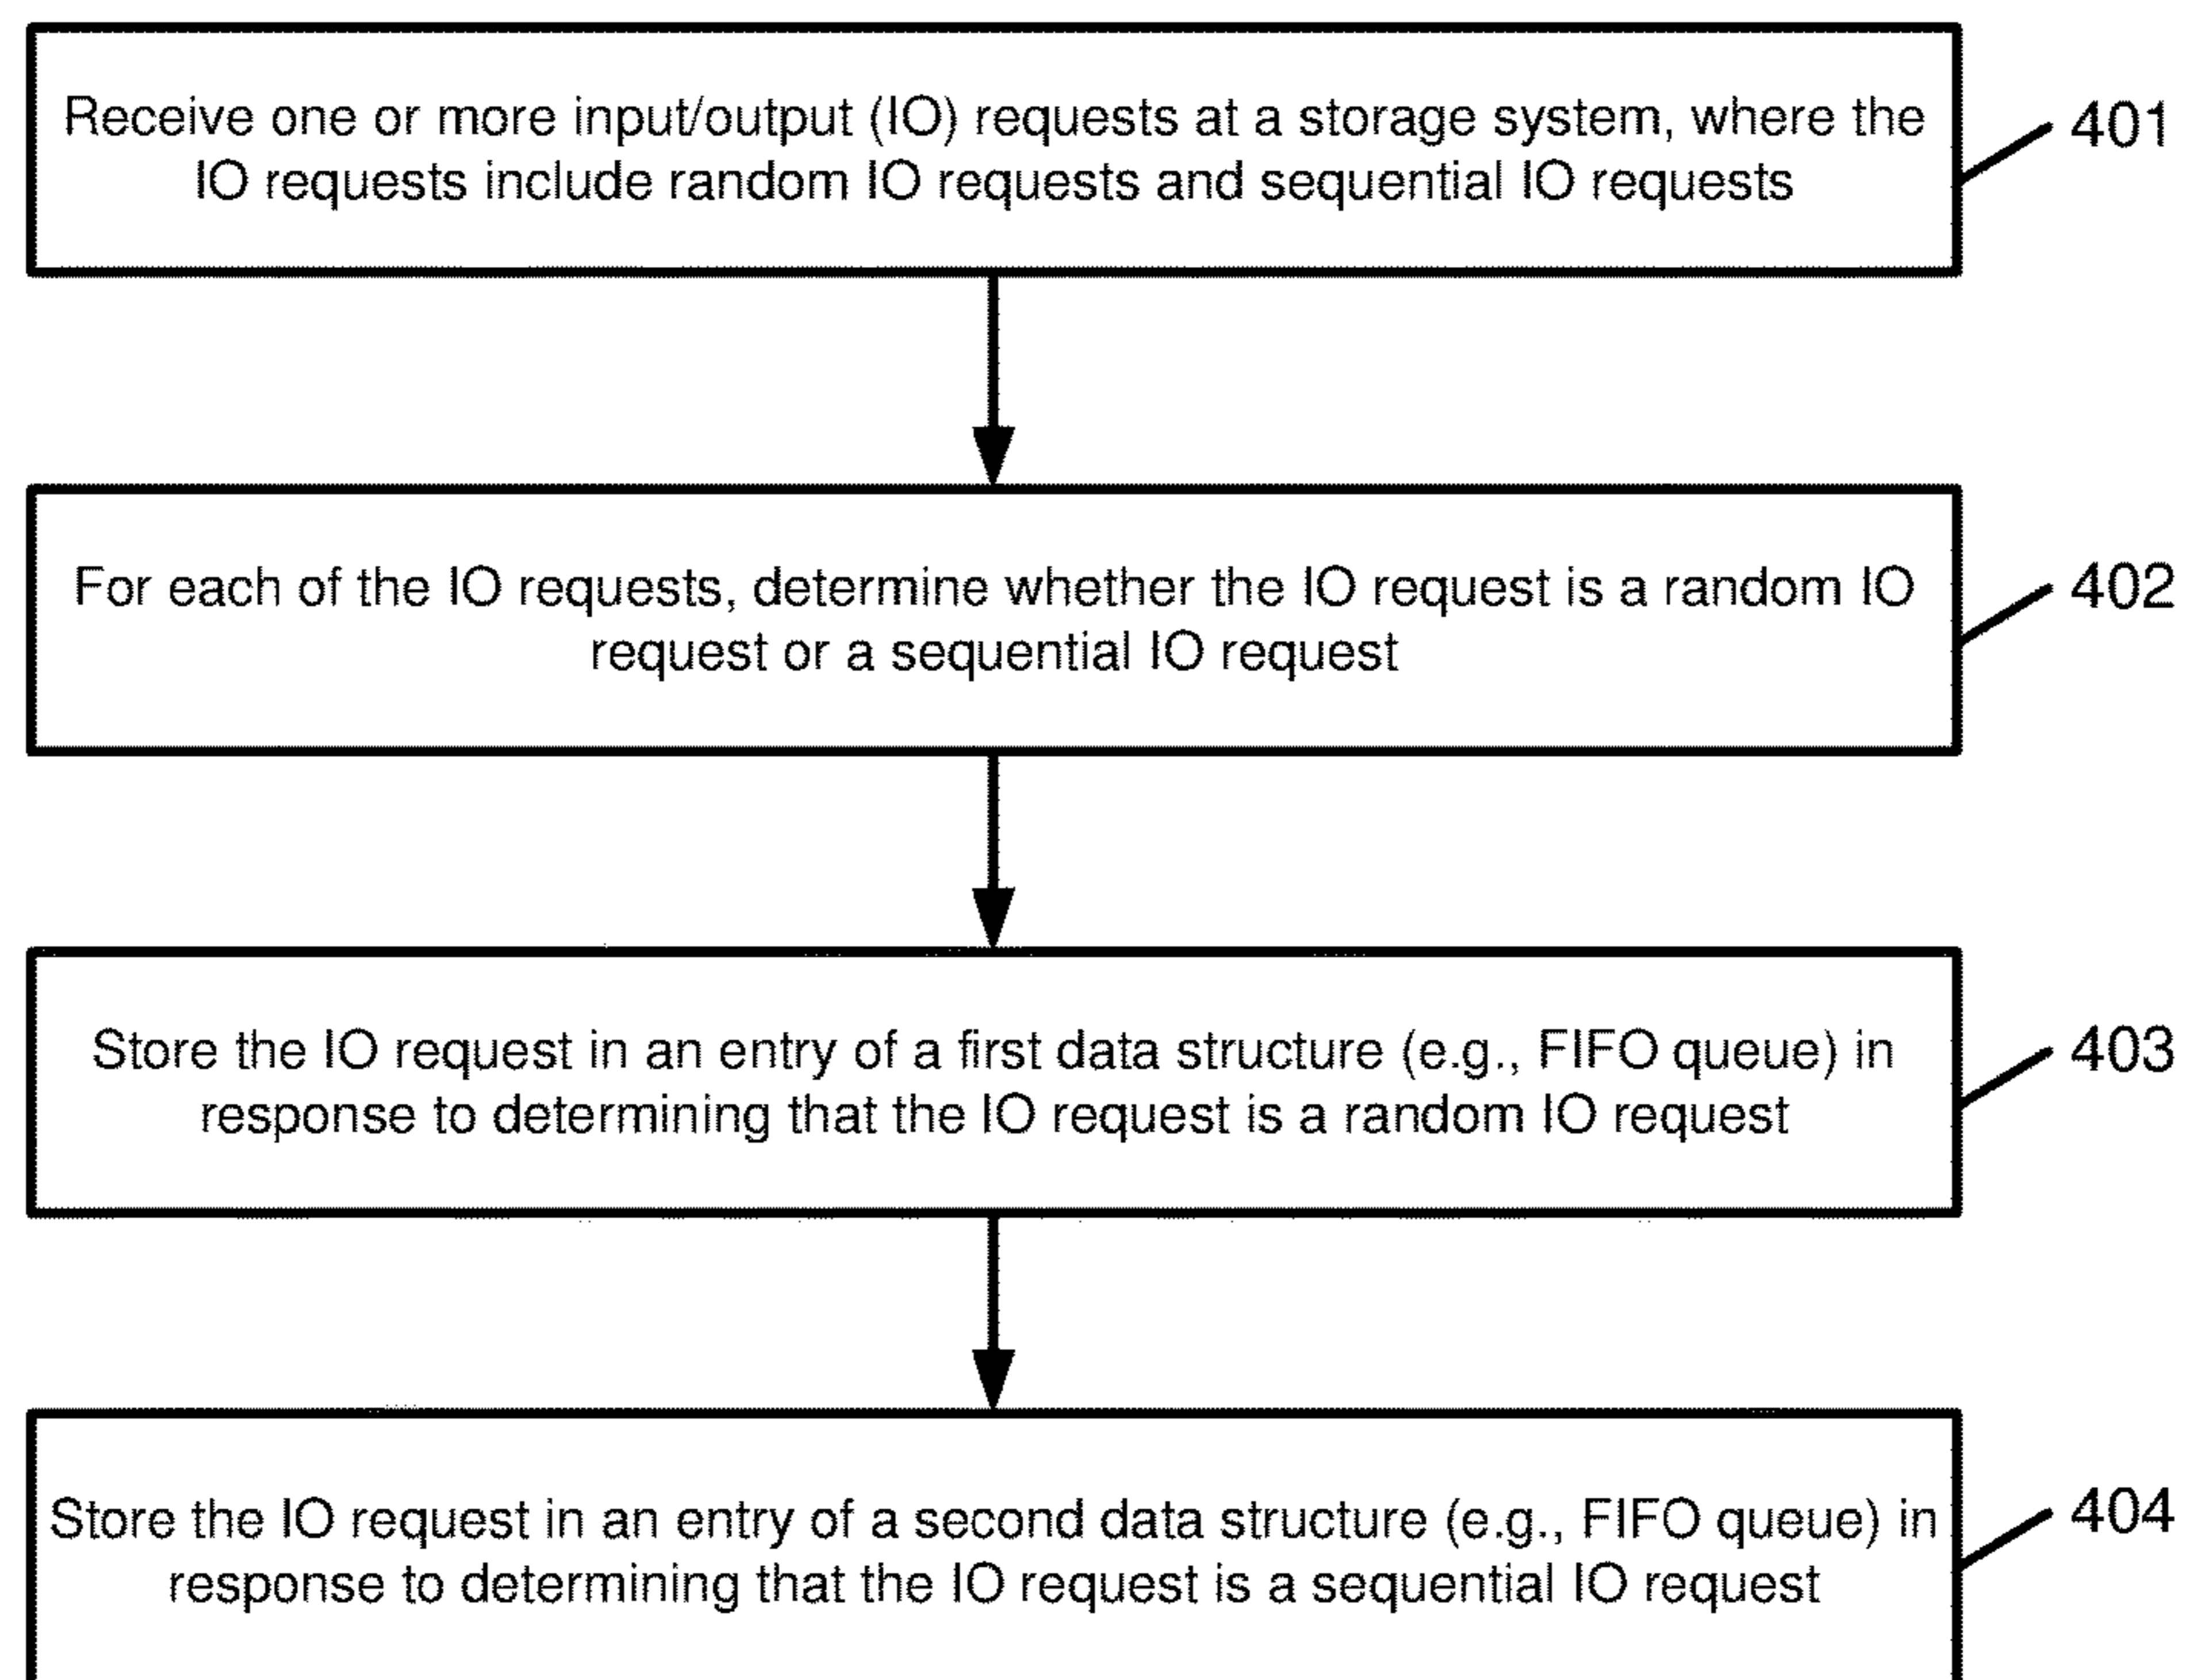 Receive one or more input/output (IO) requests at a storage system, where the
IO requests include random IO requests and sequential IO requests
401
For each of the IO requests, determine whether the IO request is a random IO
request or a sequential IO request
402
Store the IO request in an entry of a first data structure (e.g., FIFO queue) in
response to determining that the IO request is a random IO request
403
Store the IO request in an entry of a second data structure (e.g., FIFO queue) in
response to determining that the IO request is a sequential IO request
404